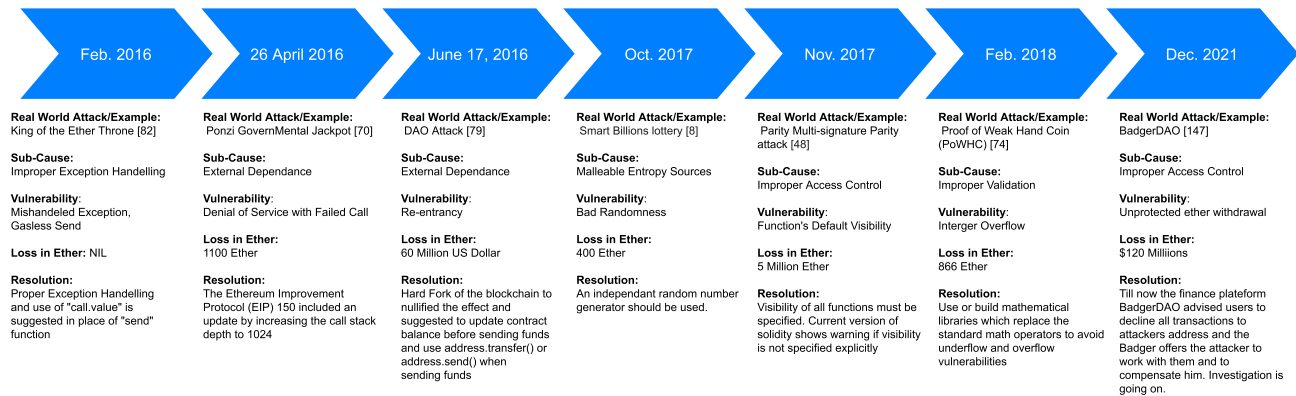 Feb. 2016
26 April 2016
June 17, 2016
Oct. 2017
Nov. 2017
Feb. 2018
Dec. 2021
Real World Attack/Example:
King of the Ether Throne [82]
Sub-Cause:
Improper Exception Handelling
Vulnerability:
Mishandeled Exception,
Gasless Send
Loss in Ether: NIL
Resolution:
Proper Exception Handelling
and use of "call.value" is
suggested in place of "send"
function
Real World Attack/Example:
Ponzi GovernMental Jackpot [70]
Sub-Cause:
External Dependance
Vulnerability:
Denial of Service with Failed Call
Loss in Ether:
1100 Ether
Resolution:
The Ethereum Improvement
Protocol (EIP) 150 included an
update by increasing the call stack
depth to 1024
Real World Attack/Example:
DAO Attack [79]
Sub-Cause:
External Dependance
Vulnerability:
Re-entrancy
Loss in Ether:
60 Million US Dollar
Resolution:
Hard Fork of the blockchain to
nullified the effect and
suggested to update contract
balance before sending funds
and use address.transfer() or
address.send() when
sending funds
Real World Attack/Example:
Smart Billions lottery [8]
Sub-Cause:
Malleable Entropy Sources
Vulnerability:
Bad Randomness
Loss in Ether:
400 Ether
Resolution:
An independant random number
generator should be used.
Real World Attack/Example:
Parity Multi-signature Parity
attack [48]
Sub-Cause:
Improper Access Control
Vulnerability:
Function's Default Visibility
Loss in Ether:
5 Million Ether
Resolution:
Visibility of all functions must be
specified. Current version of
solidity shows warning if visibility
is not specified explicitly
Real World Attack/Example:
Proof of Weak Hand Coin
(PoWHC) [74]
Sub-Cause:
Improper Validation
Vulnerability:
Interger Overflow
Loss in Ether:
866 Ether
Resolution:
Use or build mathematical
libraries which replace the
standard math operators to avoid
underflow and overflow
vulnerabilities
Real World Attack/Example:
BadgerDAO [147]
Sub-Cause:
Improper Access Control
Vulnerability:
Unprotected ether withdrawal
Loss in Ether:
$120 Milliions
Resolution:
Till now the finance plateform
BadgerDAO advised users to
decline all transactions to
attackers address and the
Badger offers the attacker to
work with them and to
compensate him. Investigation is
going on.